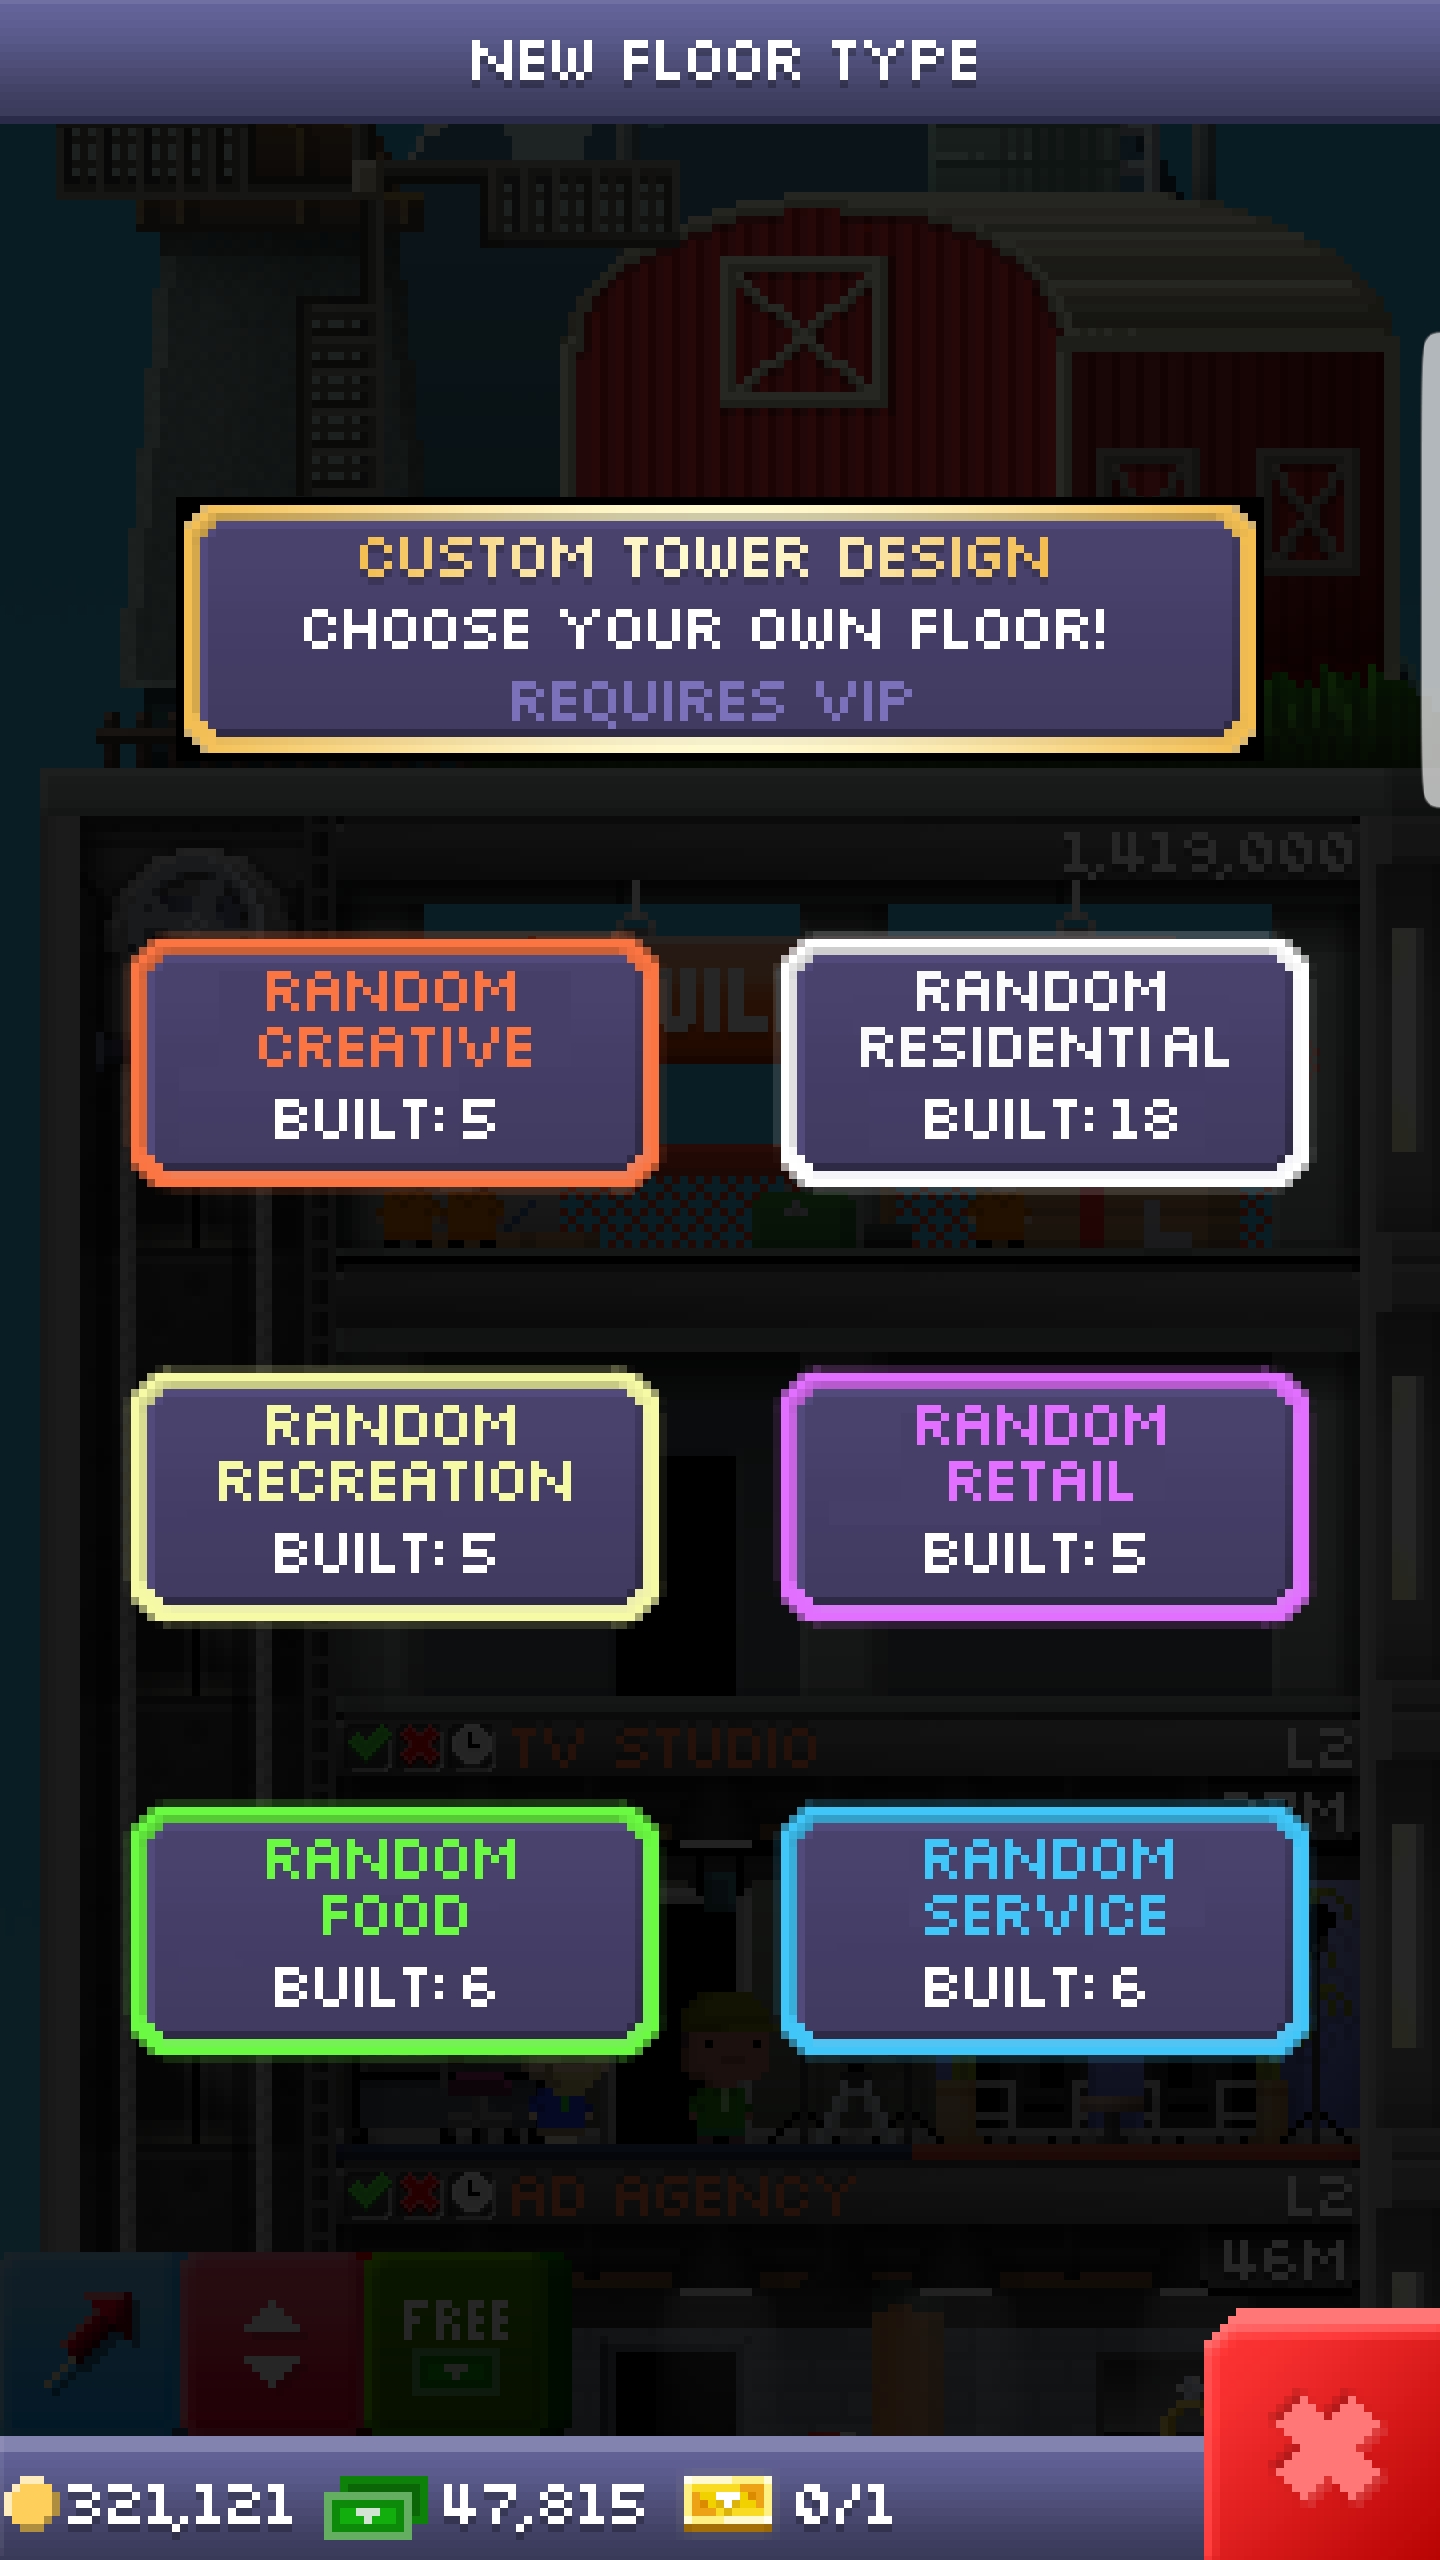 NEW FLOOR TYPE
CUSTOM TOWER DESIGN
CHOOSE YOUR OWN FLOOR!
REQUIRES VIP
1,419,000
RANDOM
CREATIVE
BUILT: 5
RANDOM
RESIDENTIAL
BUILT: 18
RANDOM
RECREATION
BUILT: 5
RANDOM
RETAIL
BUILT: 5
TV STUDIO L2
RANDOM
FOOD
BUILT: 6
RANDOM
SERVICE
BUILT: 6
AD AGENCY L2
46M
FREE
321,121 47,815 0/1